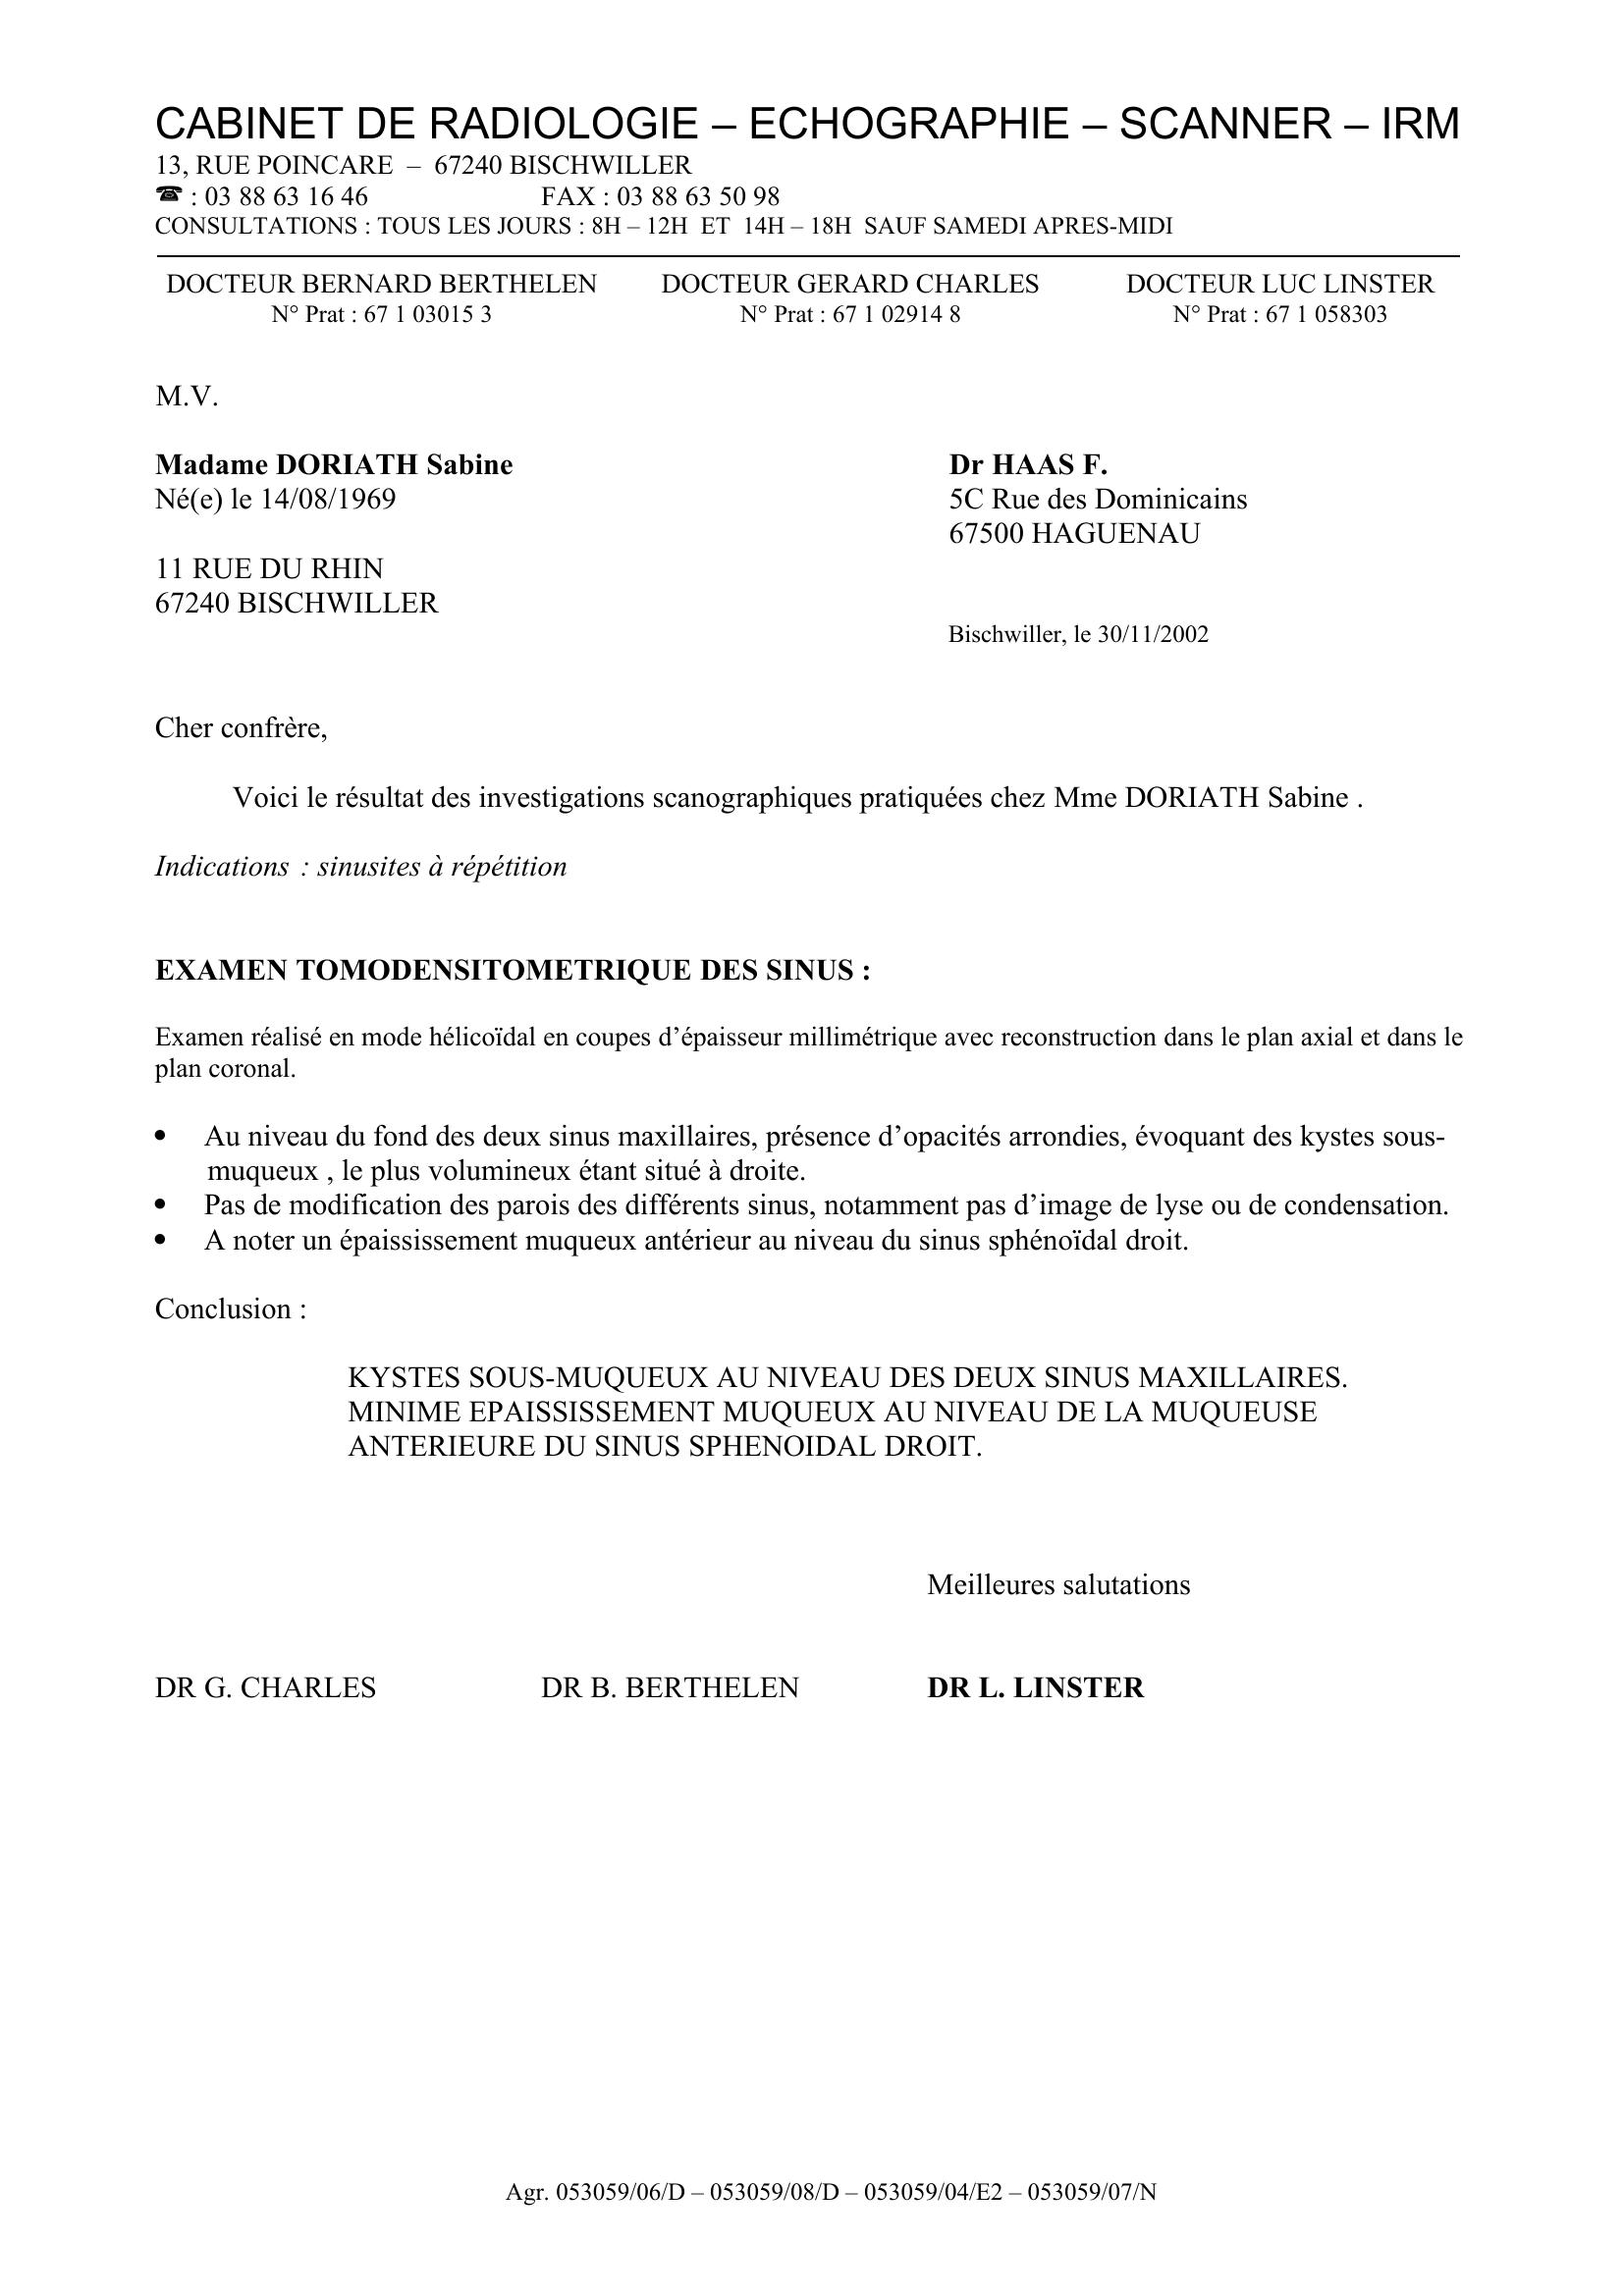 CABINET DE RADIOLOGIE – ECHOGRAPHIE – SCANNER – IRM
13, RUE POINCARE – 67240 BISCHWILLER
☎ : 03 88 63 16 46 FAX : 03 88 63 50 98
CONSULTATIONS : TOUS LES JOURS : 8H – 12H ET 14H – 18H SAUF SAMEDI APRES-MIDI
DOCTEUR BERNARD BERTHELEN DOCTEUR GERARD CHARLES DOCTEUR LUC LINSTER
N° Prat : 67 1 03015 3 N° Prat : 67 1 02914 8 N° Prat : 67 1 058303
M.V.
Madame DORIATH Sabine Dr HAAS F.
Né(e) le 14/08/1969 5C Rue des Dominicains
67500 HAGUENAU
11 RUE DU RHIN
67240 BISCHWILLER
Bischwiller, le 30/11/2002
Cher confrère,
Voici le résultat des investigations scanographiques pratiquées chez Mme DORIATH Sabine .
Indications : sinusites à répétition
EXAMEN TOMODENSITOMETRIQUE DES SINUS :
Examen réalisé en mode hélicoïdal en coupes d’épaisseur millimétrique avec reconstruction dans le plan axial et dans le
plan coronal.
• Au niveau du fond des deux sinus maxillaires, présence d’opacités arrondies, évoquant des kystes sous-
muqueux , le plus volumineux étant situé à droite.
• Pas de modification des parois des différents sinus, notamment pas d’image de lyse ou de condensation.
• A noter un épaississement muqueux antérieur au niveau du sinus sphénoïdal droit.
Conclusion :
KYSTES SOUS-MUQUEUX AU NIVEAU DES DEUX SINUS MAXILLAIRES.
MINIME EPAISSISSEMENT MUQUEUX AU NIVEAU DE LA MUQUEUSE
ANTERIEURE DU SINUS SPHENOIDAL DROIT.
Meilleures salutations
DR G. CHARLES DR B. BERTHELEN DR L. LINSTER
Agr. 053059/06/D – 053059/08/D – 053059/04/E2 – 053059/07/N